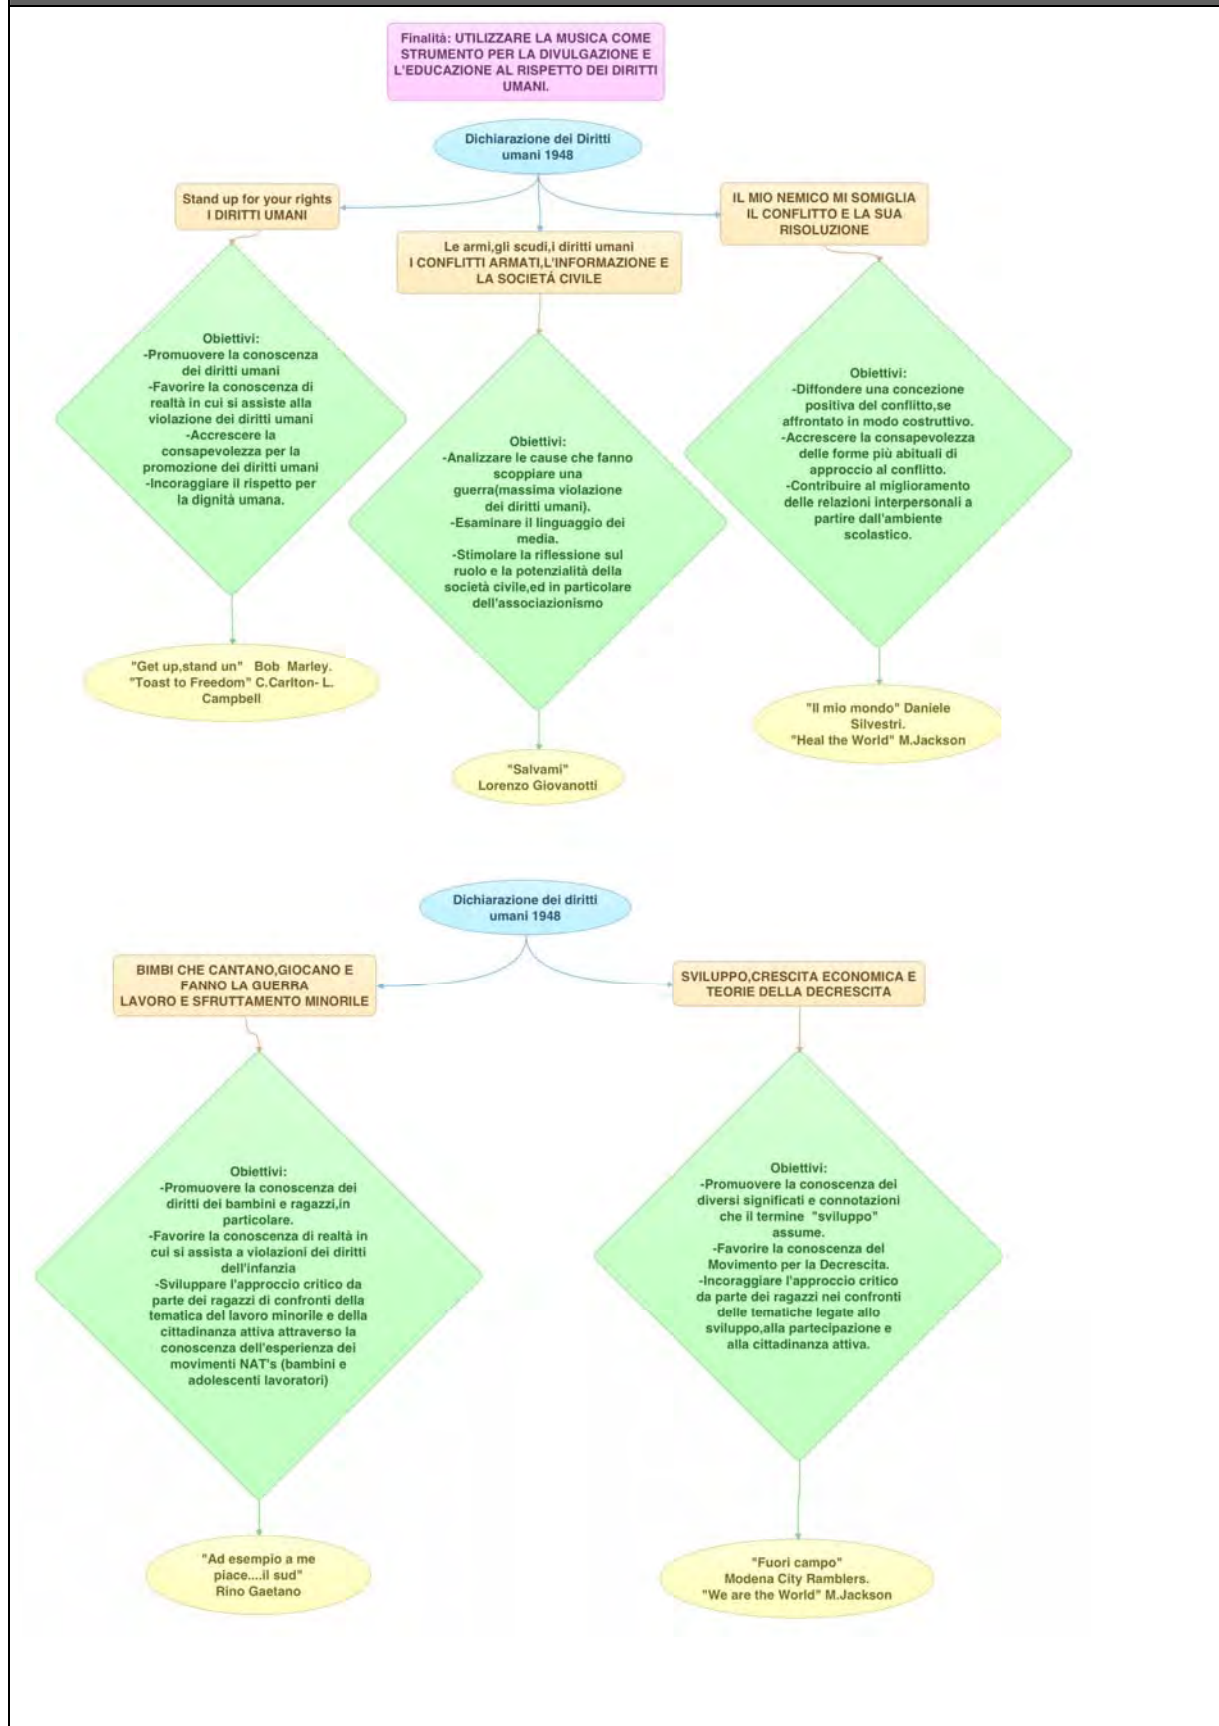 Finalità: UTILIZZARE LA MUSICA COME
STRUMENTO PER LA DIVULGAZIONE E
L'EDUCAZIONE AL RISPETTO DEI DIRITTI
UMANI.
Dichiarazione dei Diritti
umani 1948
Stand up for your rights
I DIRITTI UMANI
Le armi,gli scudi,i diritti umani
I CONFLITTI ARMATI,L'INFORMAZIONE E
LA SOCIETÁ CIVILE
IL MIO NEMICO MI SOMIGLIA
IL CONFLITTO E LA SUA
RISOLUZIONE
Obiettivi:
-Promuovere la conoscenza
dei diritti umani
-Favorire la conoscenza di
realtà in cui si assiste alla
violazione dei diritti umani
-Accrescere la
consapevolezza per la
promozione dei diritti umani
-Incoraggiare il rispetto per
la dignità umana.
Obiettivi:
-Analizzare le cause che fanno
scoppiare una
guerra(massima violazione
dei diritti umani).
-Esaminare il linguaggio dei
media.
-Stimolare la riflessione sul
ruolo e la potenzialità della
società civile,ed in particolare
dell'associazionismo
Obiettivi:
-Diffondere una concezione
positiva del conflitto,se
affrontato in modo costruttivo.
-Accrescere la consapevolezza
delle forme più abituali di
approccio al conflitto.
-Contribuire al miglioramento
delle relazioni interpersonali a
partire dall'ambiente
scolastico.
"Get up,stand un" Bob Marley.
"Toast to Freedom" C.Carlton- L.
Campbell
"Salvami"
Lorenzo Giovanotti
"Il mio mondo" Daniele
Silvestri.
"Heal the World" M.Jackson
Dichiarazione dei diritti
umani 1948
BIMBI CHE CANTANO,GIOCANO E
FANNO LA GUERRA
LAVORO E SFRUTTAMENTO MINORILE
SVILUPPO,CRESCITA ECONOMICA E
TEORIE DELLA DECRESCITA
Obiettivi:
-Promuovere la conoscenza dei
diritti dei bambini e ragazzi,in
particolare.
-Favorire la conoscenza di realtà in
cui si assista a violazioni dei diritti
dell'infanzia
-Sviluppare l'approccio critico da
parte dei ragazzi di confronti della
tematica del lavoro minorile e della
cittadinanza attiva attraverso la
conoscenza dell'esperienza dei
movimenti NAT's (bambini e
adolescenti lavoratori)
Obiettivi:
-Promuovere la conoscenza dei
diversi significati e connotazioni
che il termine "sviluppo"
assume.
-Favorire la conoscenza del
Movimento per la Decrescita.
-Incoraggiare l'approccio critico
da parte dei ragazzi nei confronti
delle tematiche legate allo
sviluppo,alla partecipazione e
alla cittadinanza attiva.
"Ad esempio a me
piace....il sud"
Rino Gaetano
"Fuori campo"
Modena City Ramblers.
"We are the World" M.Jackson